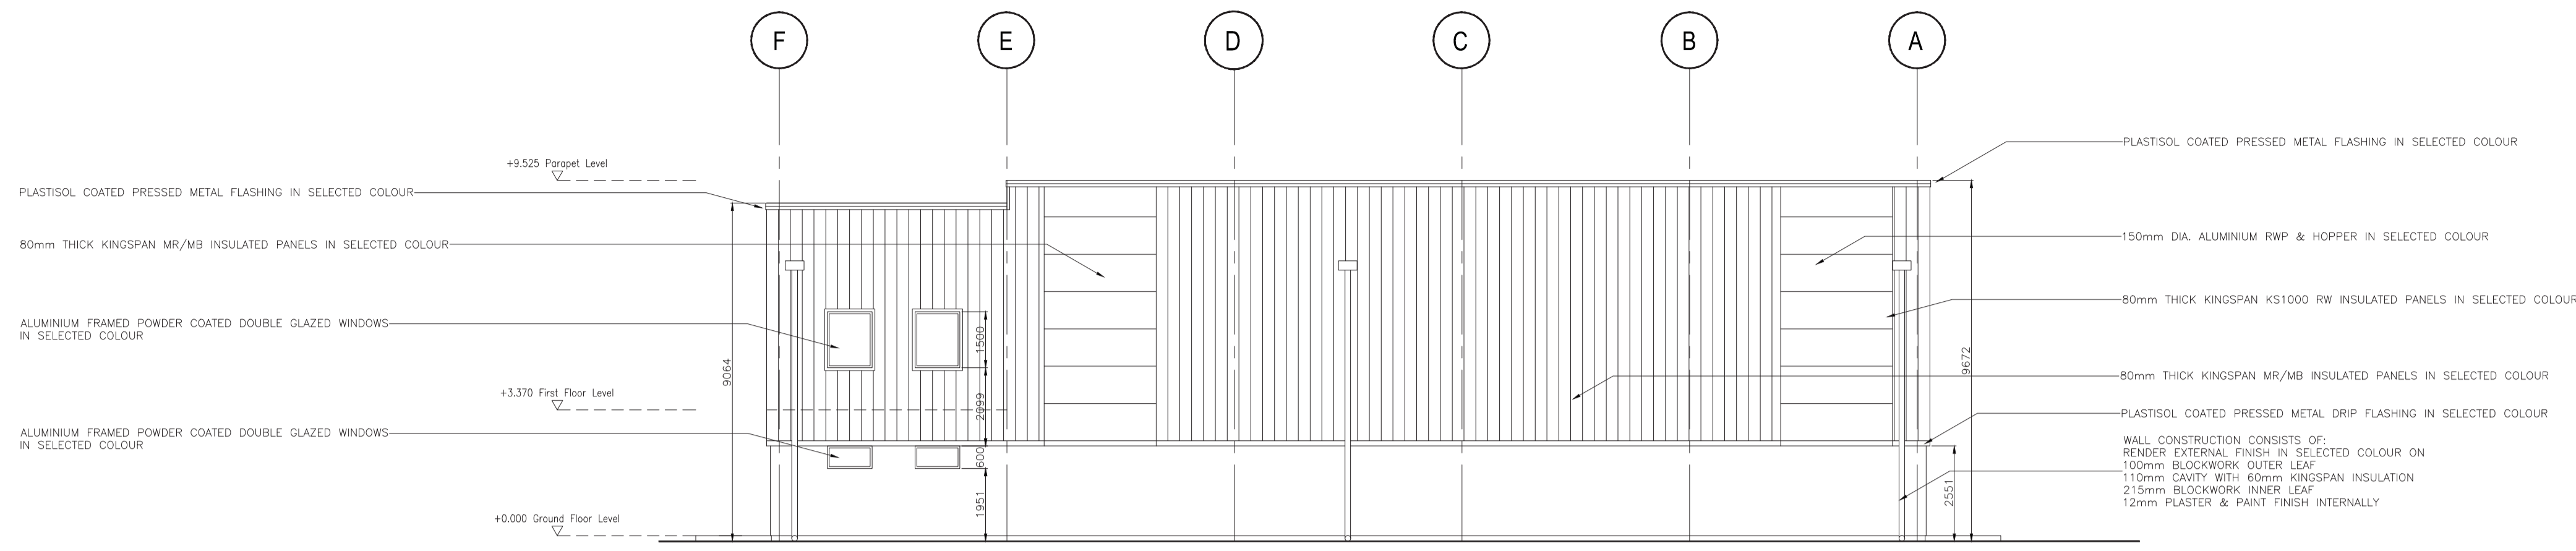 F
E
D
C
B
A
+9.525 Parapet Level
PLASTISOL COATED PRESSED METAL FLASHING IN SELECTED COLOUR
80mm THICK KINGSPAN MR/MB INSULATED PANELS IN SELECTED COLOUR
ALUMINIUM FRAMED POWDER COATED DOUBLE GLAZED WINDOWS
IN SELECTED COLOUR
+3.370 First Floor Level
ALUMINIUM FRAMED POWDER COATED DOUBLE GLAZED WINDOWS
IN SELECTED COLOUR
+0.000 Ground Floor Level
9064
1500
2099
600
1951
2551
9672
PLASTISOL COATED PRESSED METAL FLASHING IN SELECTED COLOUR
150mm DIA. ALUMINIUM RWP & HOPPER IN SELECTED COLOUR
80mm THICK KINGSPAN KS1000 RW INSULATED PANELS IN SELECTED COLOUR
80mm THICK KINGSPAN MR/MB INSULATED PANELS IN SELECTED COLOUR
PLASTISOL COATED PRESSED METAL DRIP FLASHING IN SELECTED COLOUR
WALL CONSTRUCTION CONSISTS OF:
RENDER EXTERNAL FINISH IN SELECTED COLOUR ON
100mm BLOCKWORK OUTER LEAF
110mm CAVITY WITH 60mm KINGSPAN INSULATION
215mm BLOCKWORK INNER LEAF
12mm PLASTER & PAINT FINISH INTERNALLY